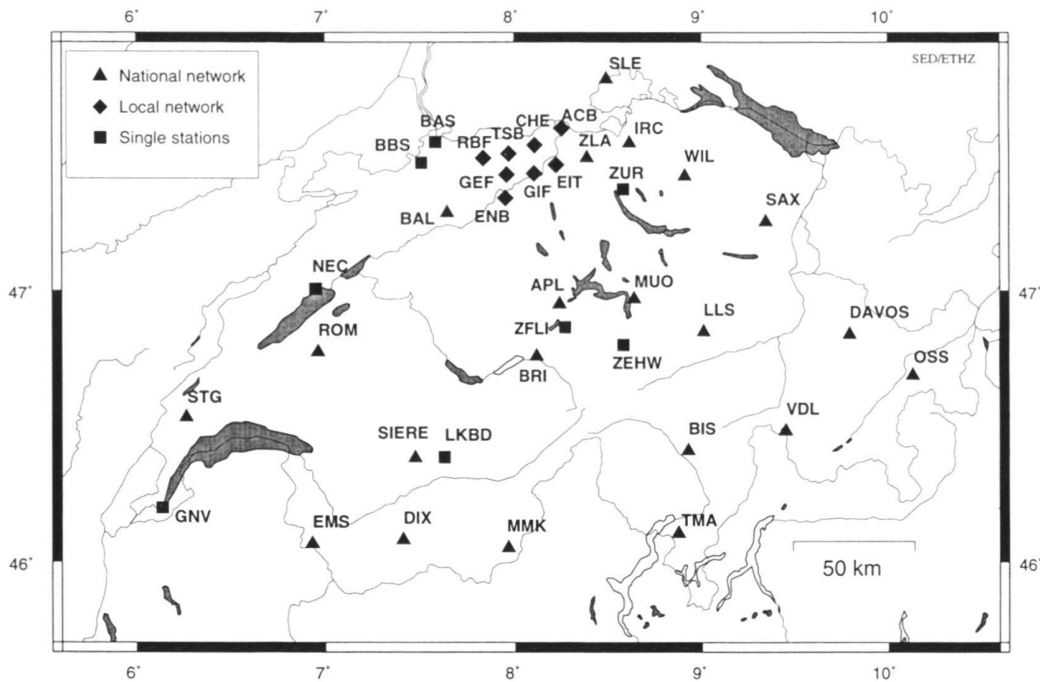 6° 7° 8° 9° 10°
National network
Local network
Single stations
SED/ETHZ
SLE
BAS
BBS
RBF
TSB
CHE
ACB
ZLA
IRC
GEF
GIF
EIT
ZUR
WIL
BAL
ENB
SAX
NEC
47° 47°
APL
MUO
ROM
ZFLI
LLS
DAVOS
BRI
ZEHW
OSS
STG
VDL
SIERE
LKBD
BIS
GNV
EMS
DIX
MMK
TMA
46° 46°
50 km
6° 7° 8° 9° 10°